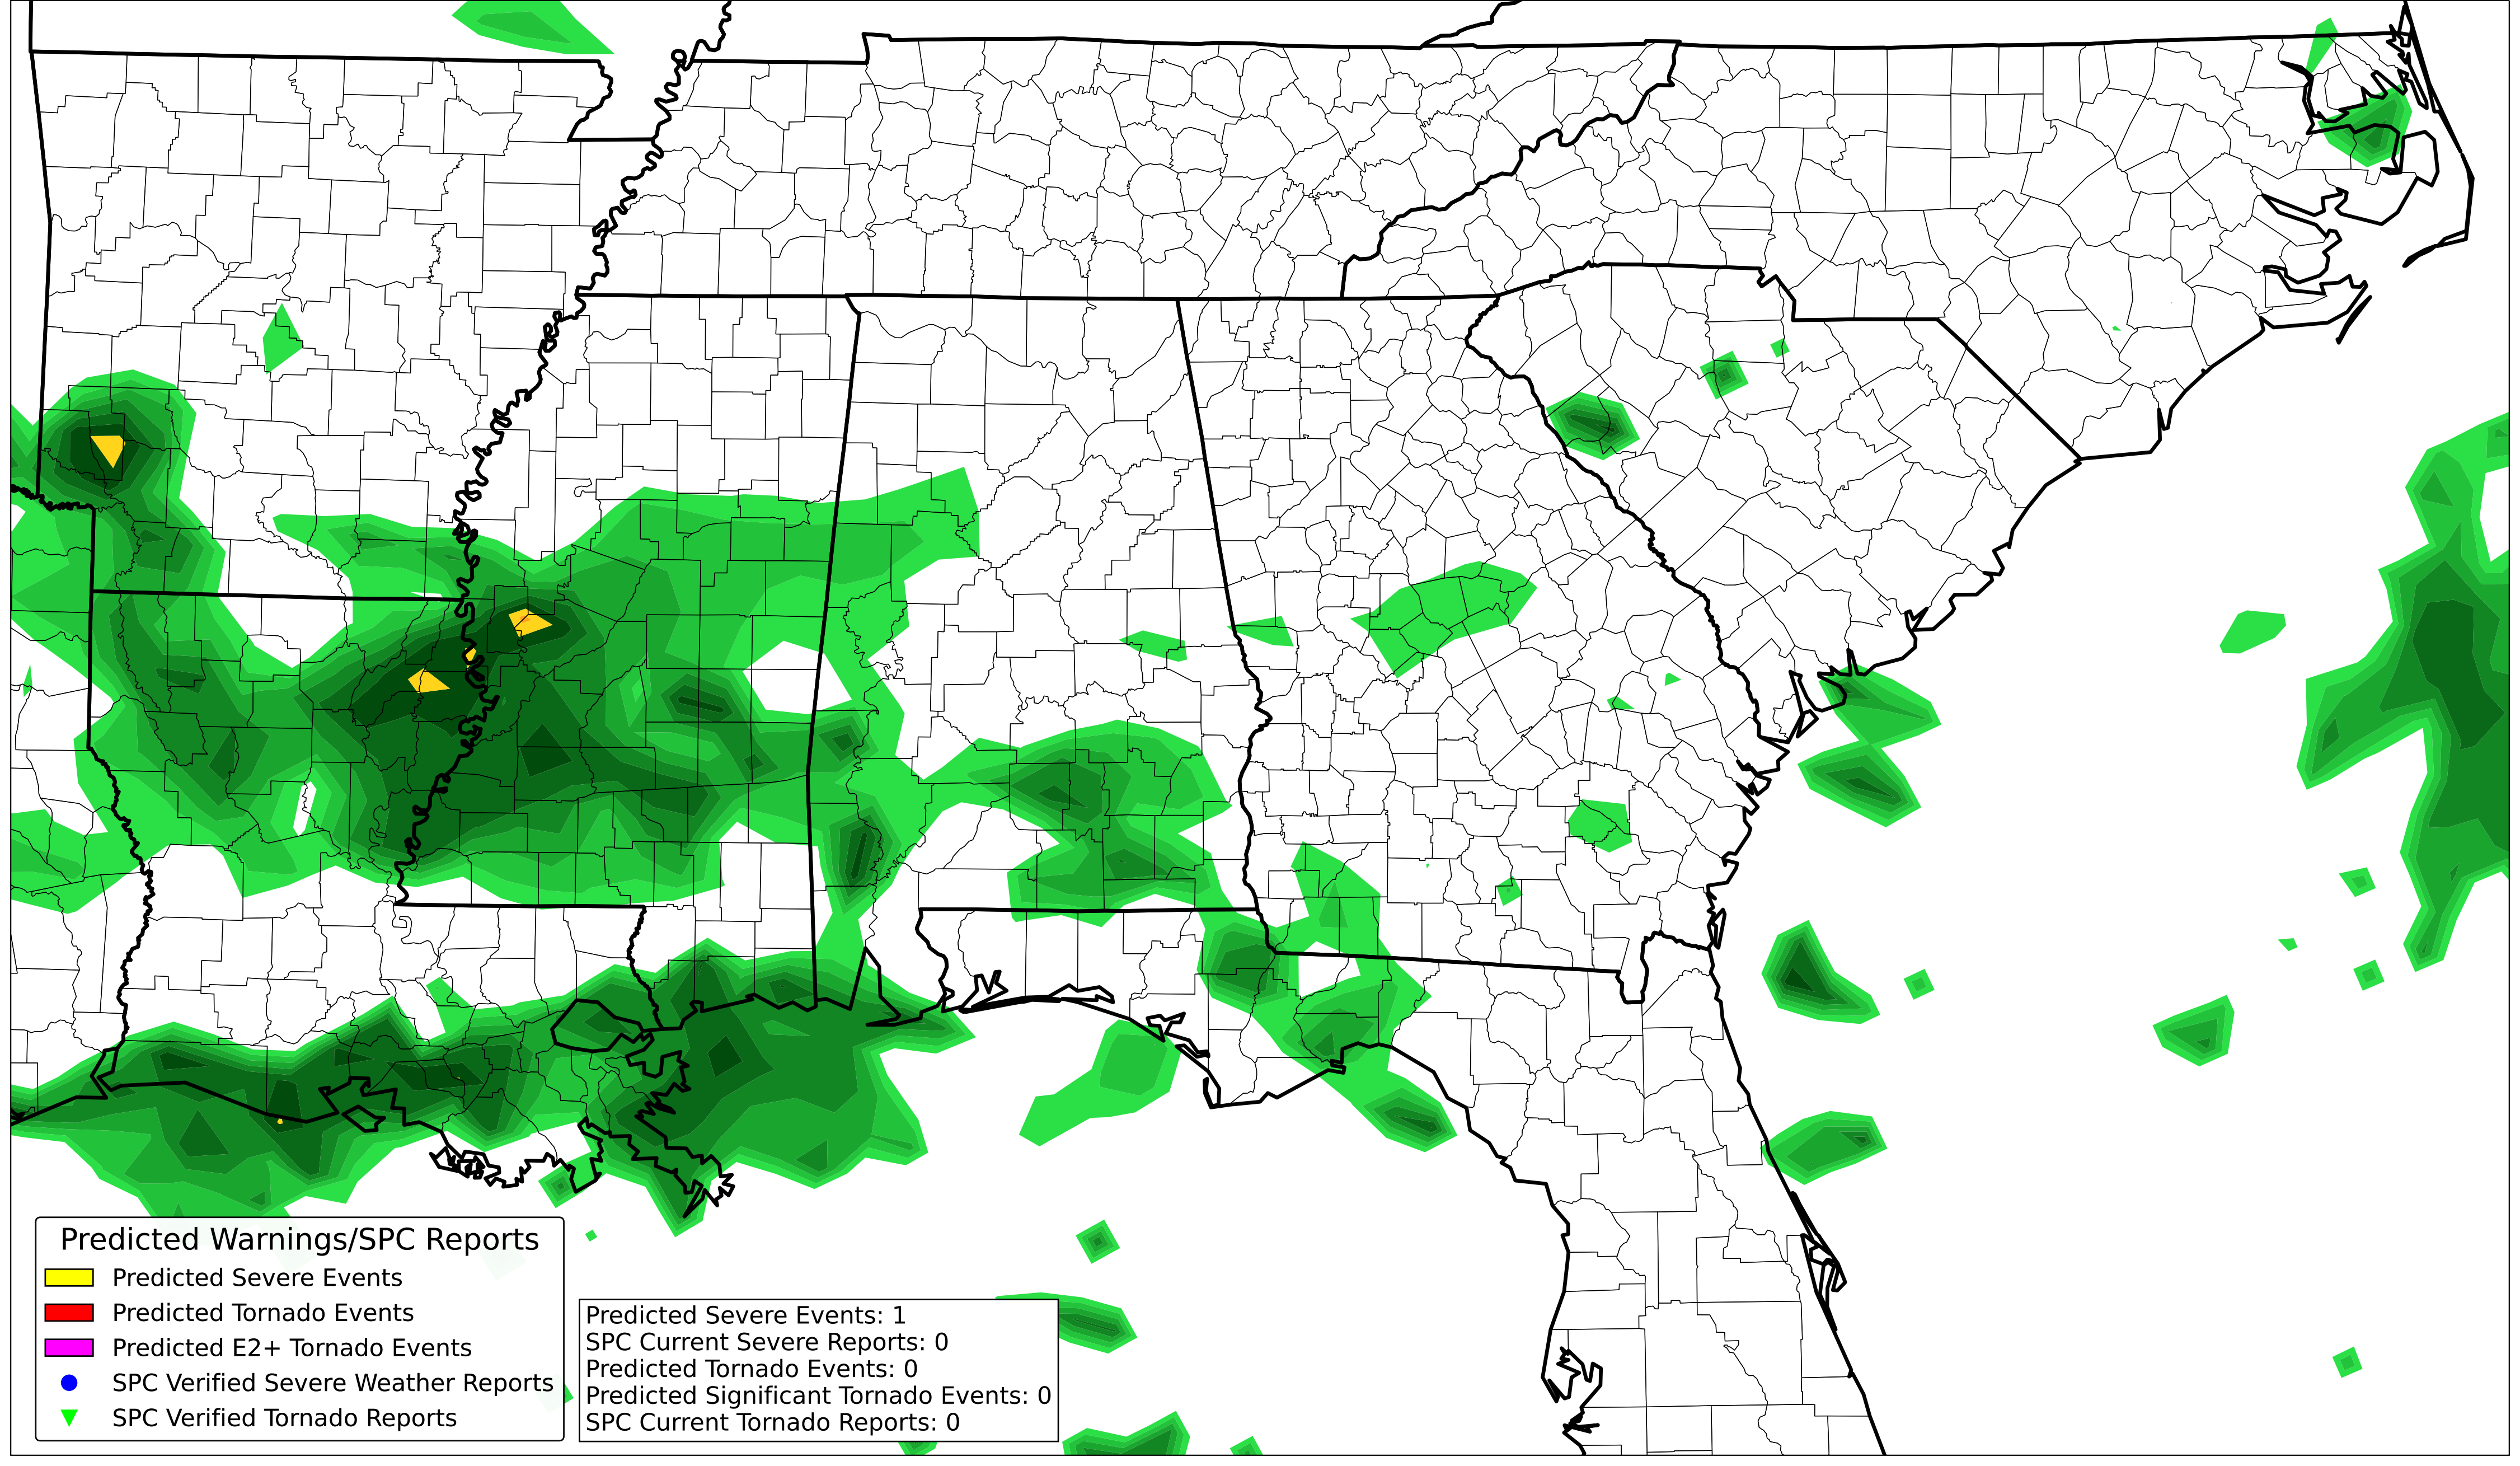 Predicted Warnings/SPC Reports
Predicted Severe Events
Predicted Tornado Events
Predicted E2+ Tornado Events
SPC Verified Severe Weather Reports
SPC Verified Tornado Reports
Predicted Severe Events: 1
SPC Current Severe Reports: 0
Predicted Tornado Events: 0
Predicted Significant Tornado Events: 0
SPC Current Tornado Reports: 0